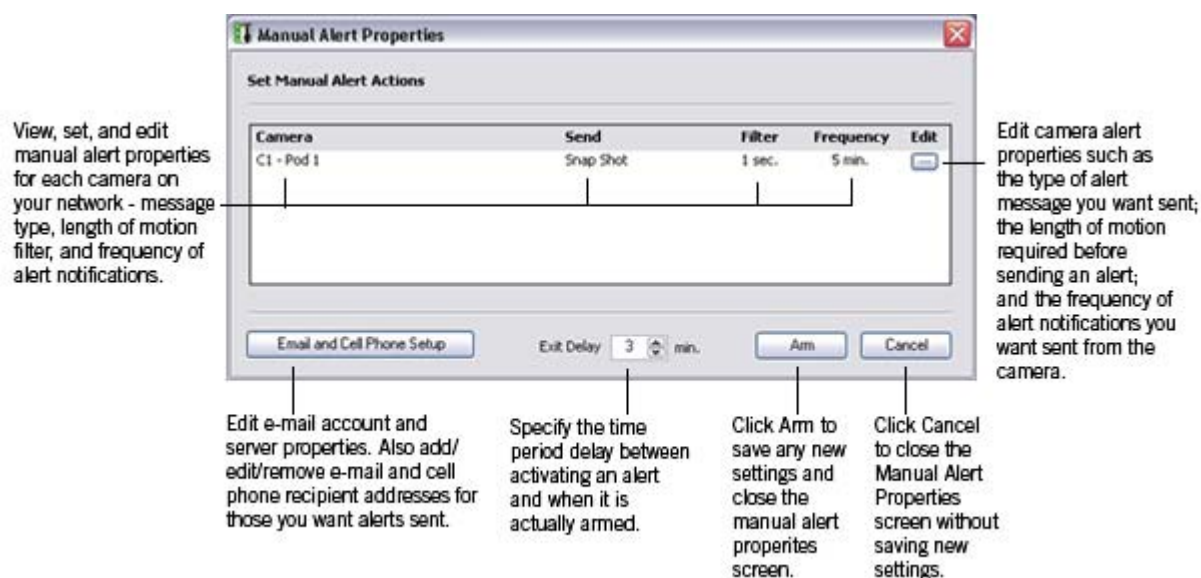 Manual Alert Properties
Set Manual Alert Actions
Camera Send Filter Frequency Edit
C1 - Pod 1 Snap Shot 1 sec. 5 min. ...
View, set, and edit
manual alert properties
for each camera on
your network - message
type, length of motion
filter, and frequency of
alert notifications.
Edit camera alert
properties such as
the type of alert
message you want sent;
the length of motion
required before
sending an alert;
and the frequency of
alert notifications you
want sent from the
camera.
Email and Cell Phone Setup Exit Delay 3 min. Arm Cancel
Edit e-mail account and
server properties. Also add/
edit/remove e-mail and cell
phone recipient addresses for
those you want alerts sent.
Specify the time
period delay between
activating an alert
and when it is
actually armed.
Click Arm to
save any new
settings and
close the
manual alert
properites
screen.
Click Cancel
to close the
Manual Alert
Properties
screen without
saving new
settings.